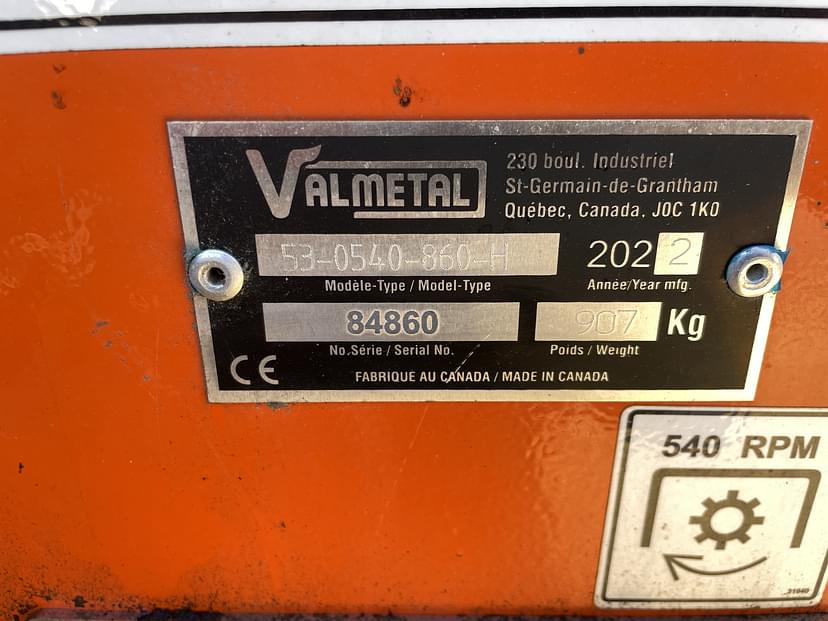 VALMETAL
230 boul. Industriel
St-Germain-de-Grantham
Québec, Canada, J0C 1K0
53-0540-860-H
2022
Modèle-Type / Model-Type
Année/Year mfg.
84860
907 Kg
No.Série / Serial No.
Poids / Weight
CE
FABRIQUE AU CANADA / MADE IN CANADA
540 RPM
31040